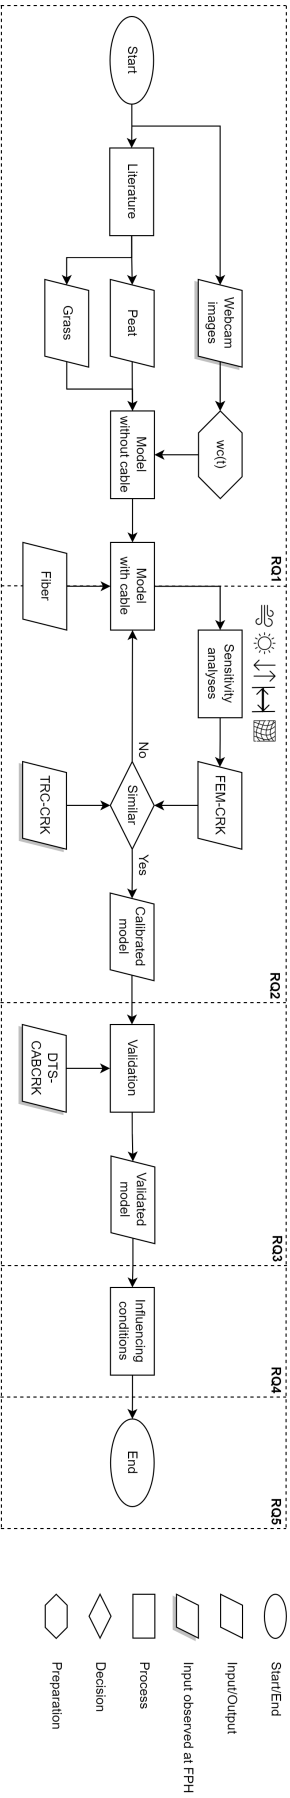 Start
Literature
Webcam
images
Peat
Grass
wc(t)
Model
without cable
RQ1
Model
with cable
Fiber
Sensitivity
analyses
FEM-CRK
No
Similar
Yes
TRC-CRK
Calibrated
model
RQ2
Validation
DTS-
CABCRK
Validated
model
RQ3
Influencing
conditions
RQ4
End
RQ5
Start/End
Input/Output
Input observed at FPH
Process
Decision
Preparation